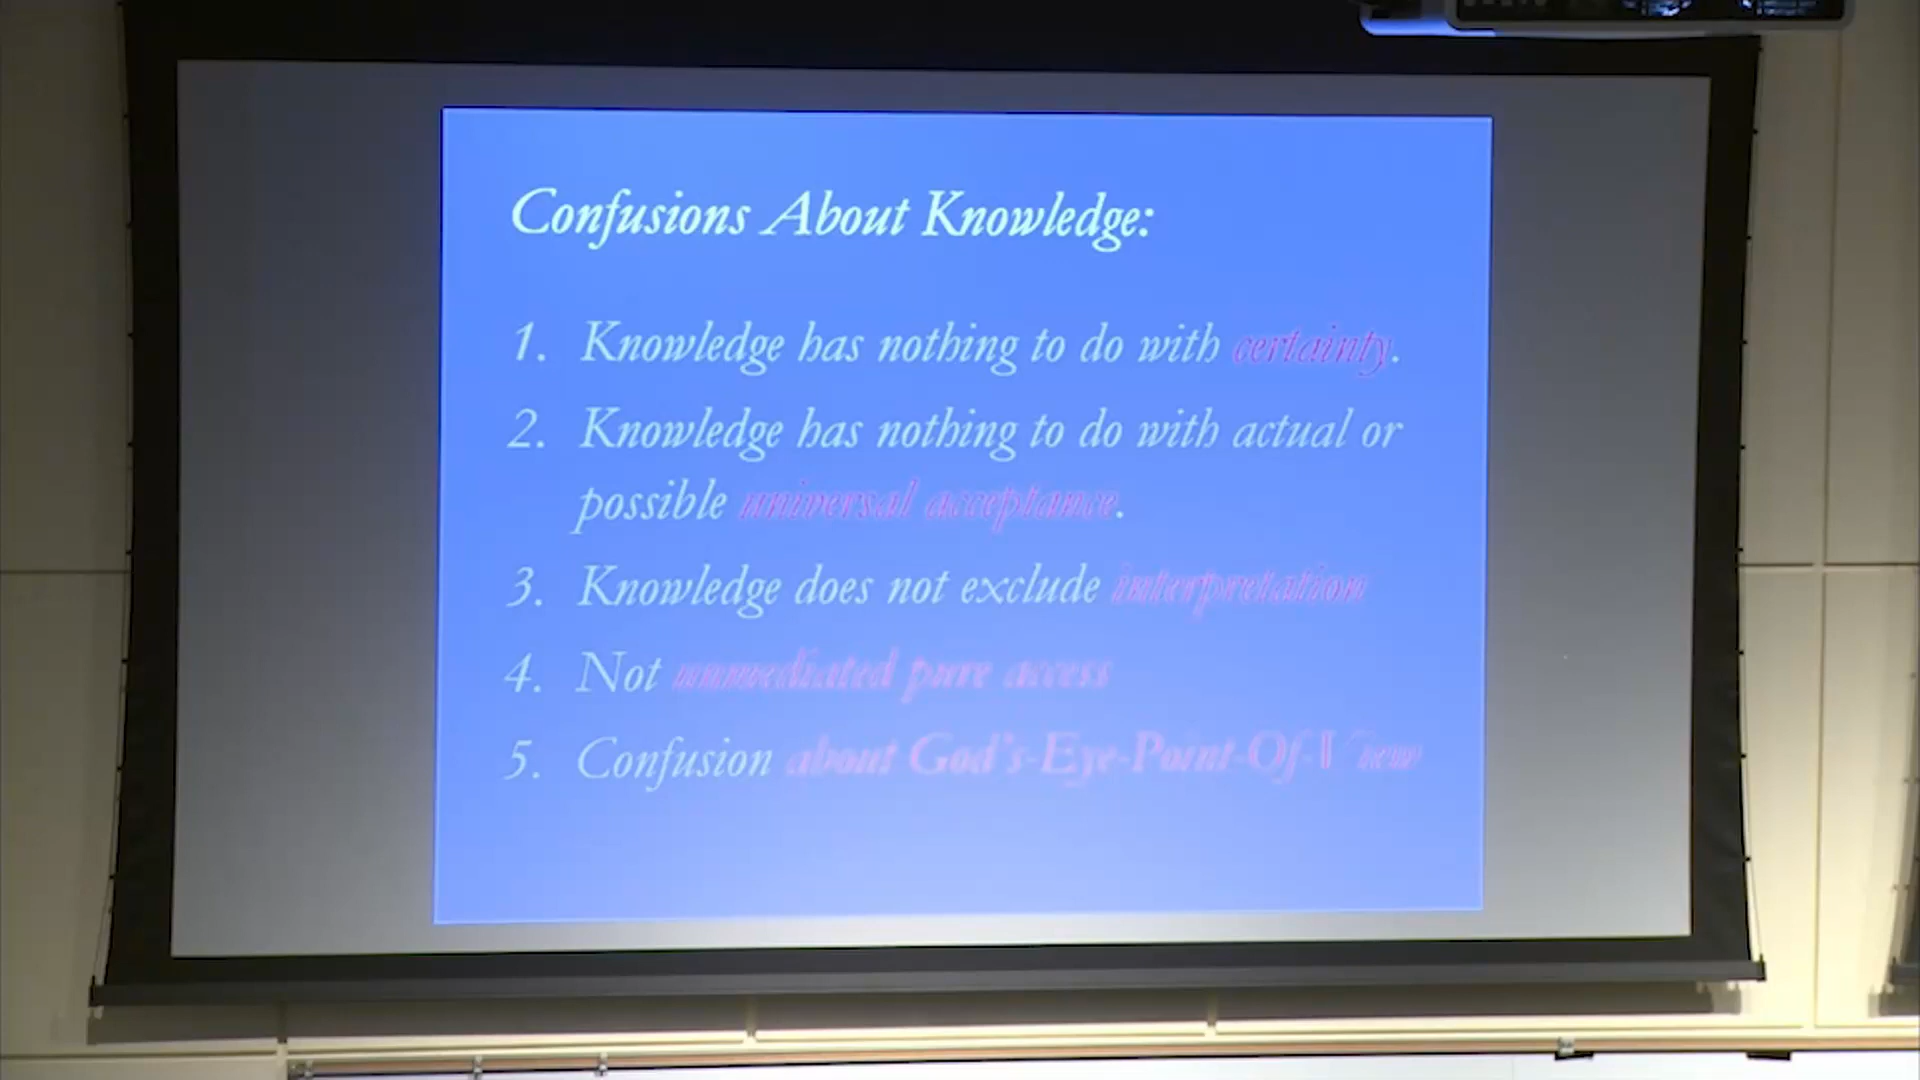 Confusions About Knowledge:
1. Knowledge has nothing to do with certainty.
2. Knowledge has nothing to do with actual or
possible universal acceptance.
3. Knowledge does not exclude interpretation
4. Not unmediated pure access
5. Confusion about God's-Eye-Point-Of-View